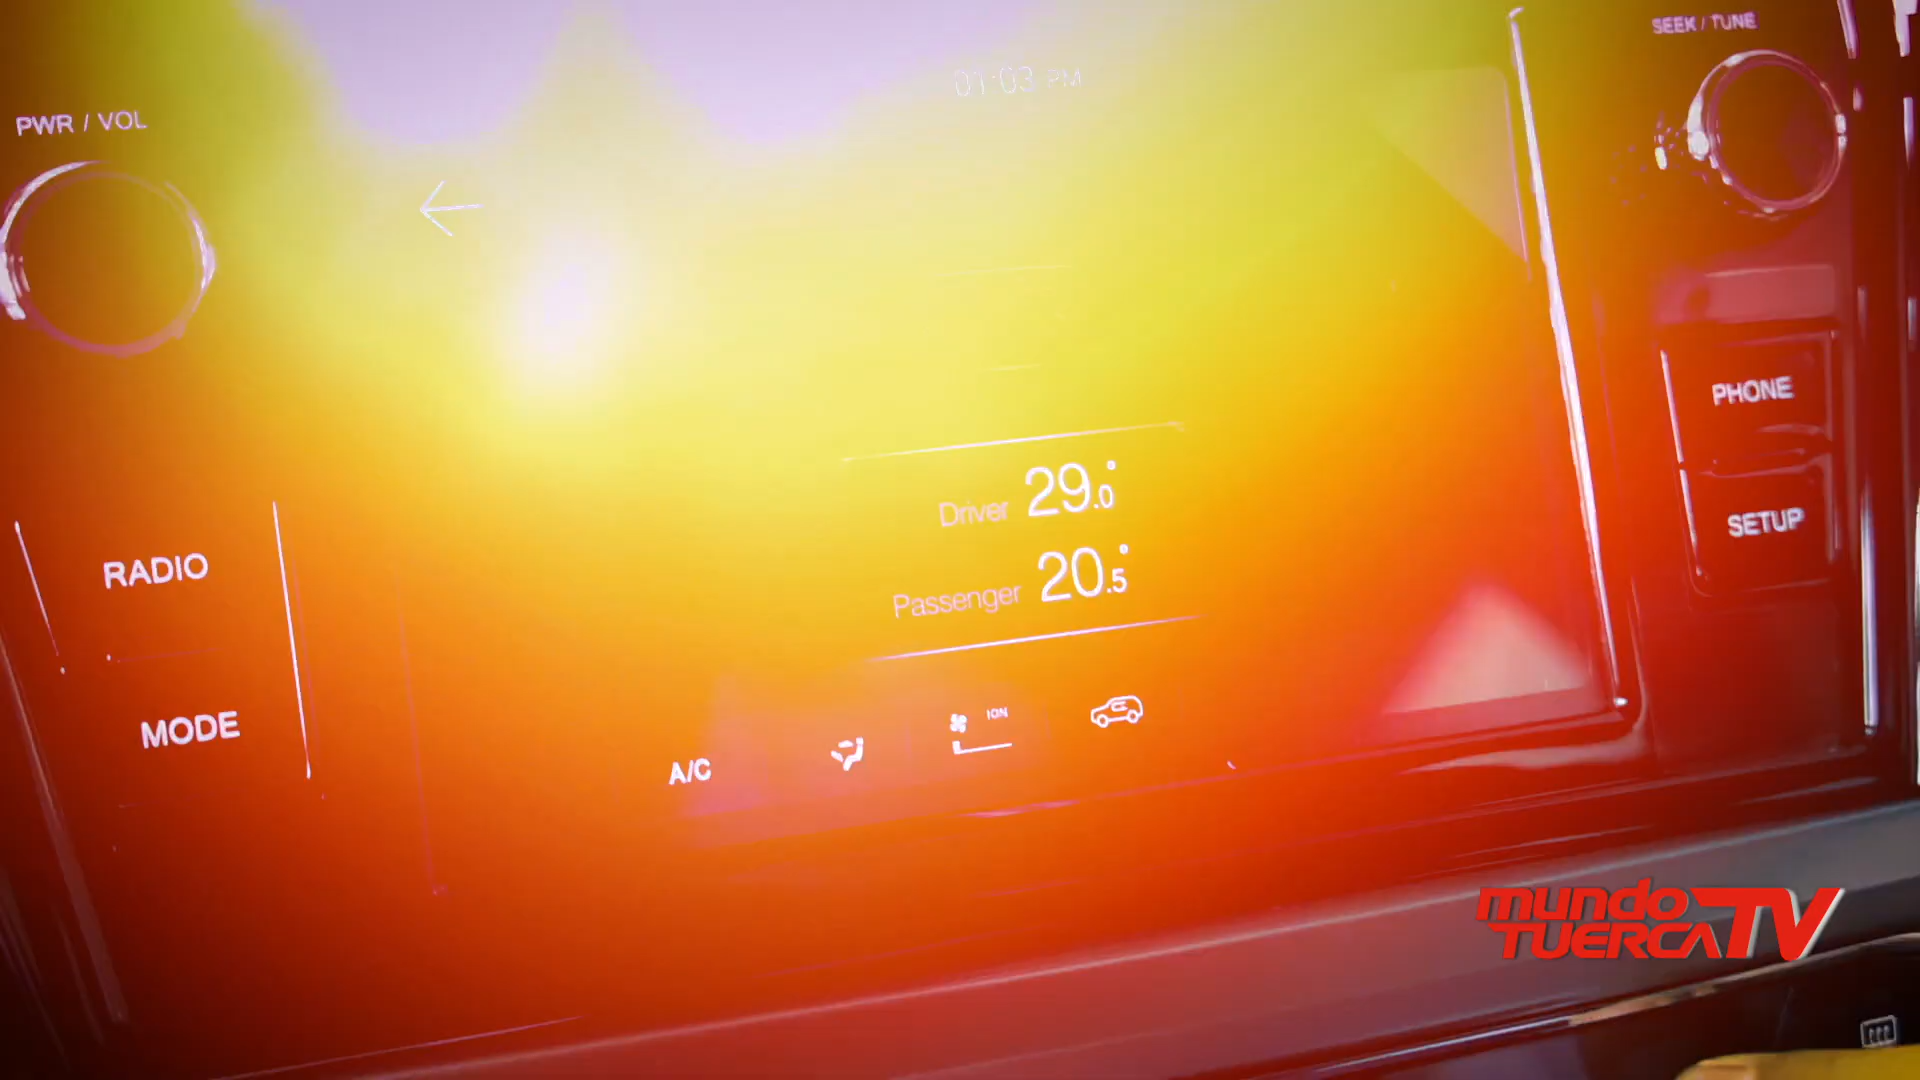 SEEK / TUNE
01:03 PM
PWR / VOL
PHONE
Driver 29.0°
SETUP
RADIO
Passenger 20.5°
MODE
ION
A/C
mundo
TUERCA TV